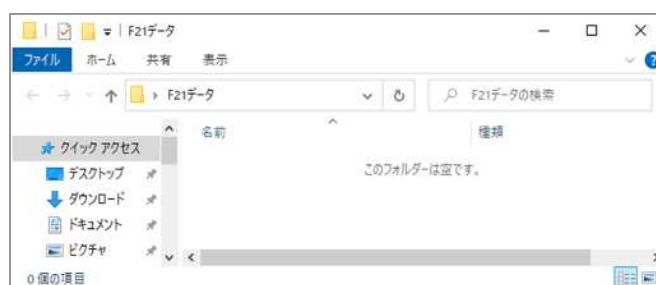 F21データ
ファイル ホーム 共有 表示
F21データ F21データの検索
クイック アクセス 名前 種類
デスクトップ このフォルダーは空です。
ダウンロード
ドキュメント
ピクチャ
0 個の項目